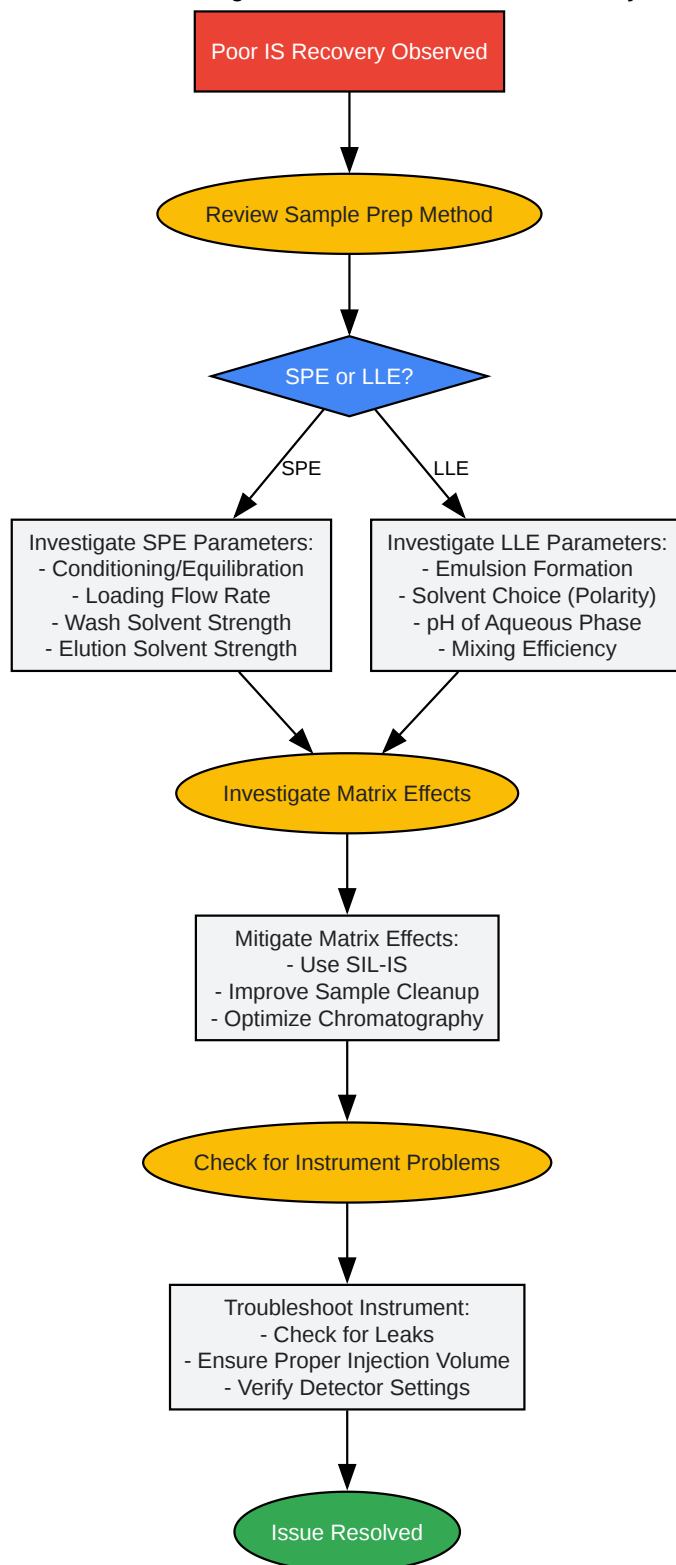 Poor IS Recovery Observed
Review Sample Prep Method
SPE or LLE?
SPE
LLE
Investigate SPE Parameters:
- Conditioning/Equilibration
- Loading Flow Rate
- Wash Solvent Strength
- Elution Solvent Strength
Investigate LLE Parameters:
- Emulsion Formation
- Solvent Choice (Polarity)
- pH of Aqueous Phase
- Mixing Efficiency
Investigate Matrix Effects
Mitigate Matrix Effects:
- Use SIL-IS
- Improve Sample Cleanup
- Optimize Chromatography
Check for Instrument Problems
Troubleshoot Instrument:
- Check for Leaks
- Ensure Proper Injection Volume
- Verify Detector Settings
Issue Resolved